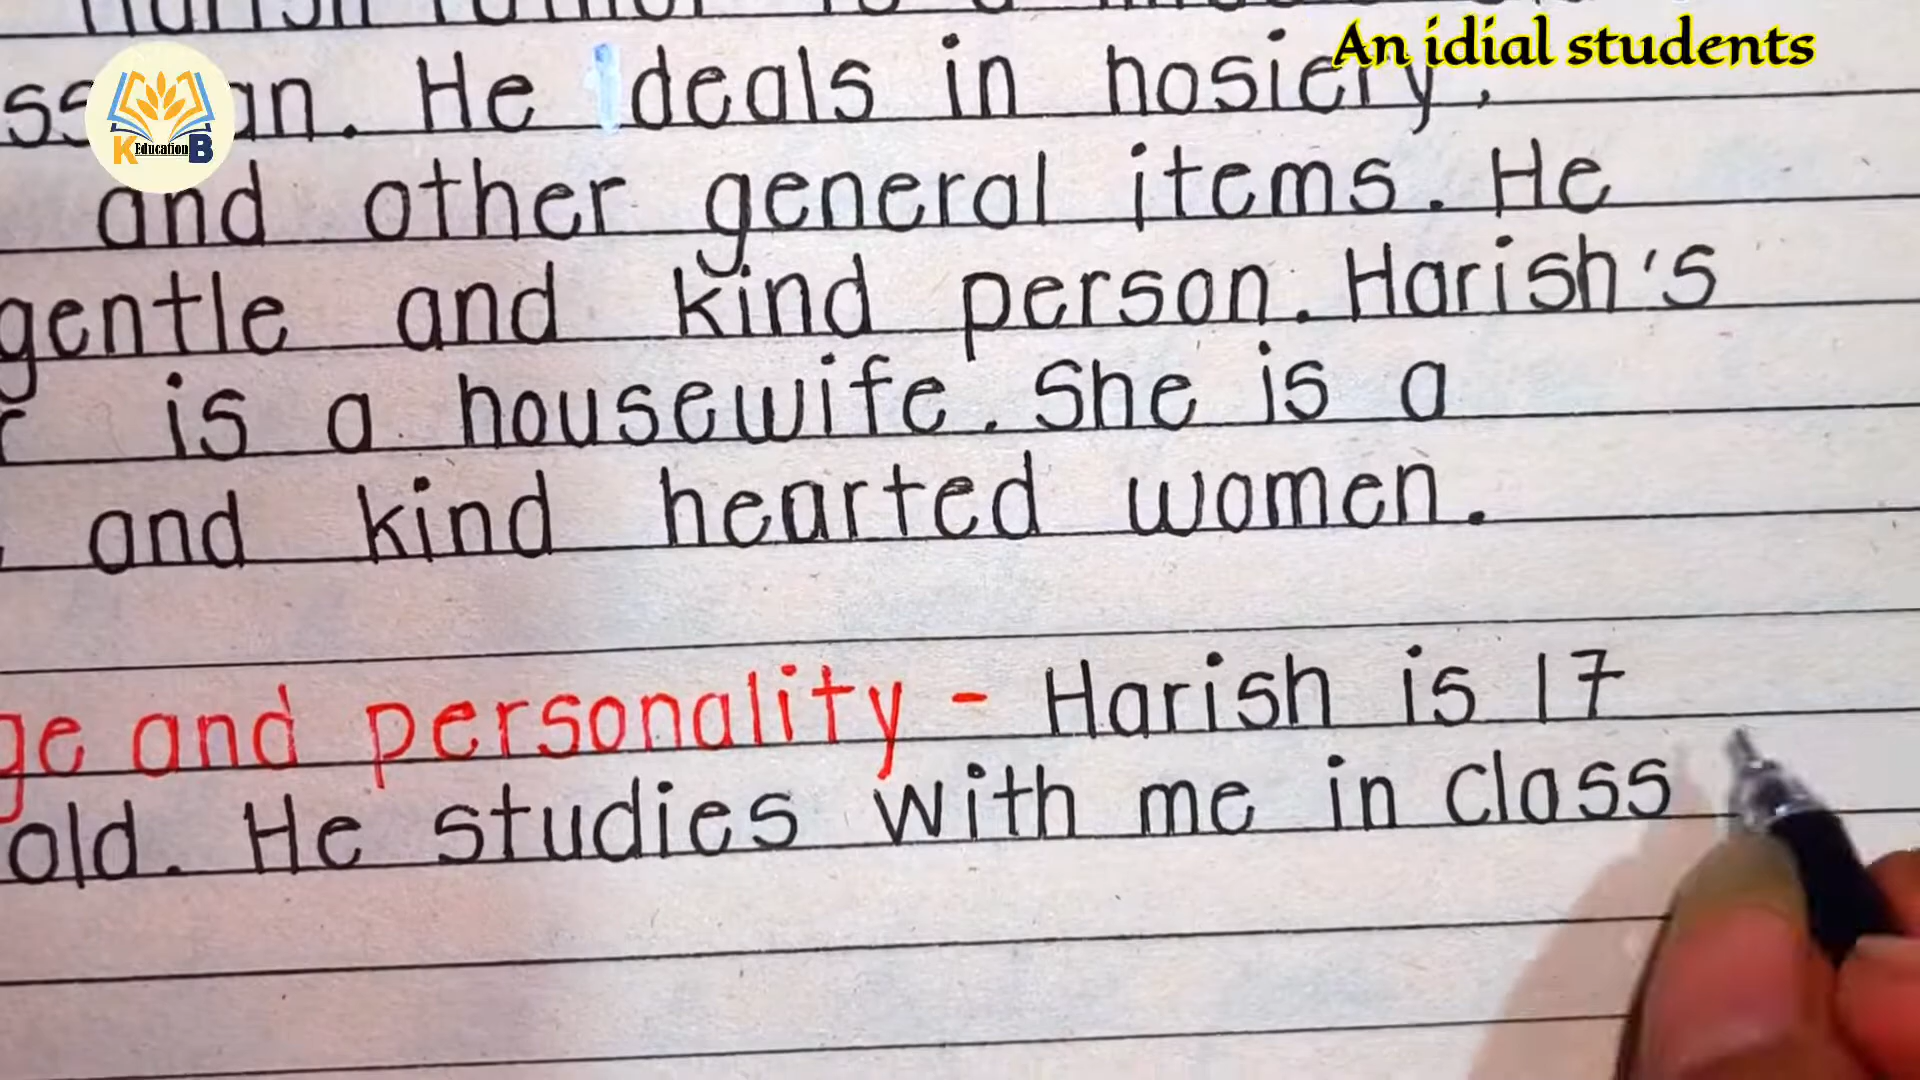 An idial students
K Education B
an. He deals in hosiery,
and other general items. He
gentle and kind person. Harish's
is a housewife. She is a
and kind hearted women.
ge and personality - Harish is 17
old. He studies with me in class